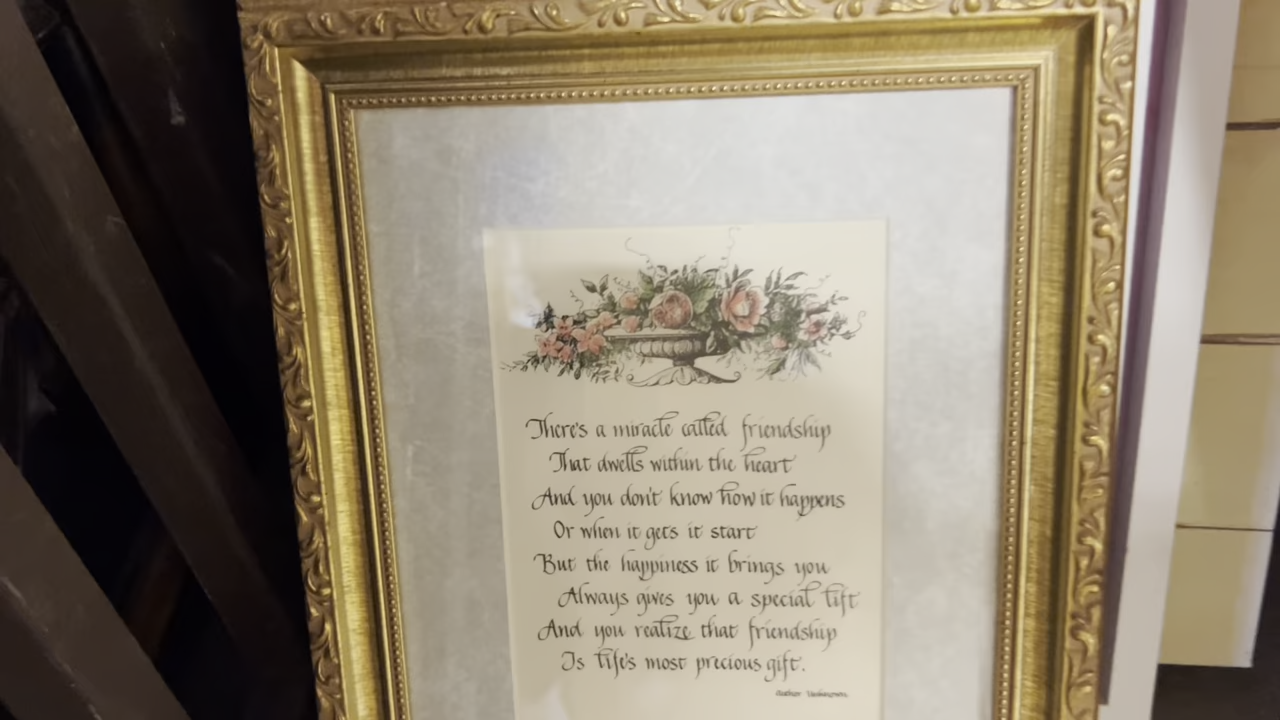 There's a miracle called friendship
That dwells within the heart
And you don't know how it happens
Or when it gets it start
But the happiness it brings you
Always gives you a special lift
And you realize that friendship
Is life's most precious gift.
Author Unknown